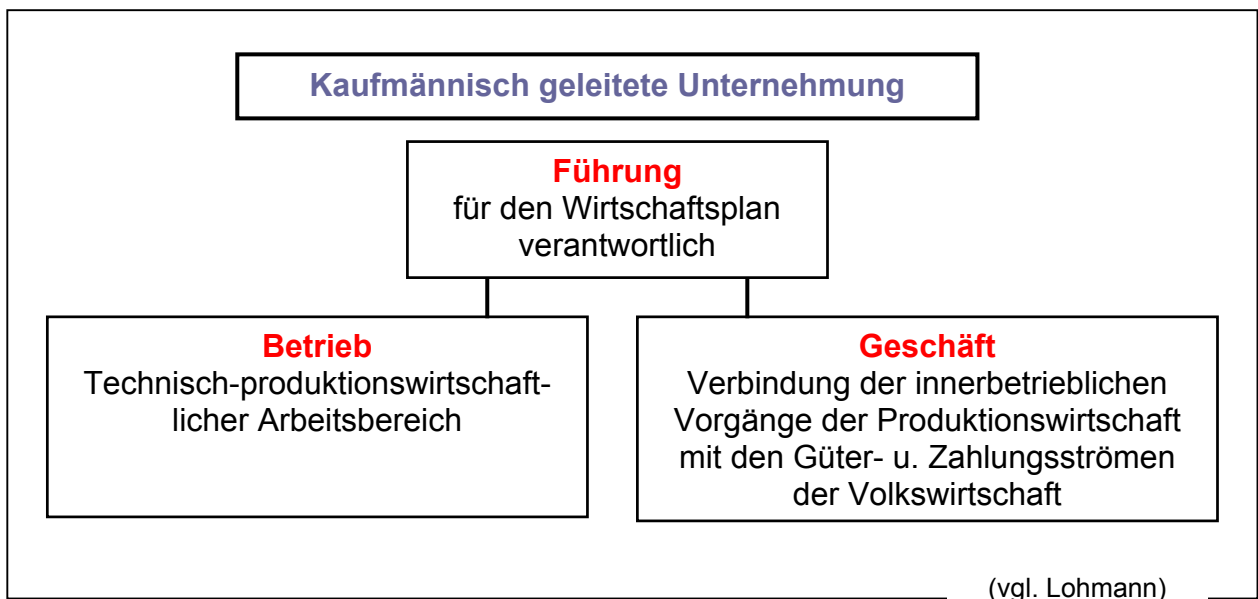 Kaufmännisch geleitete Unternehmung
Führung
für den Wirtschaftsplan
verantwortlich
Betrieb
Technisch-produktionswirtschaft-
licher Arbeitsbereich
Geschäft
Verbindung der innerbetrieblichen
Vorgänge der Produktionswirtschaft
mit den Güter- u. Zahlungsströmen
der Volkswirtschaft
(vgl. Lohmann)